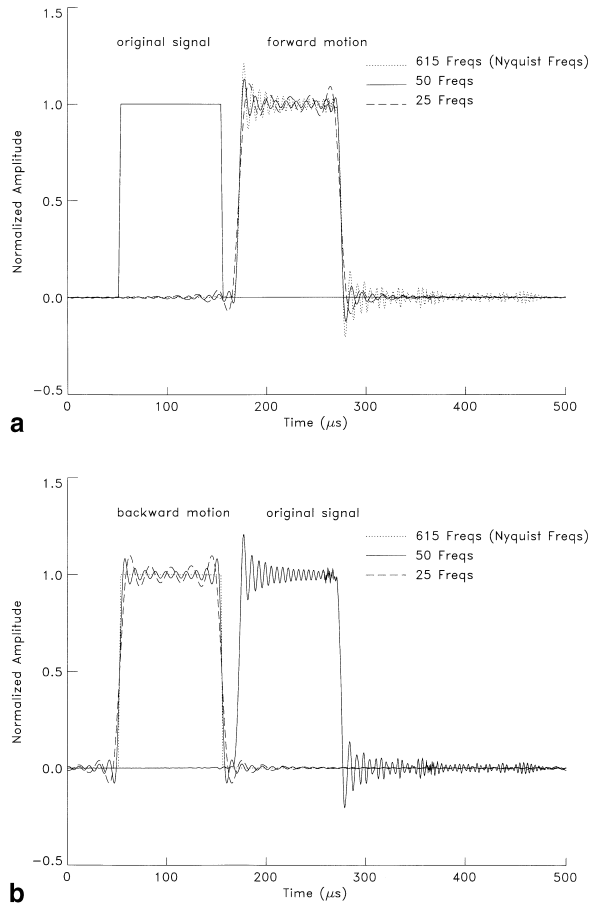 1.5
original signal
forward motion
615 Freqs (Nyquist Freqs)
50 Freqs
25 Freqs
1.0
Normalized Amplitude
0.5
0.0
−0.5
0
100
200
300
400
500
Time (μs)
a
1.5
backward motion
original signal
615 Freqs (Nyquist Freqs)
50 Freqs
25 Freqs
1.0
Normalized Amplitude
0.5
0.0
−0.5
0
100
200
300
400
500
Time (μs)
b